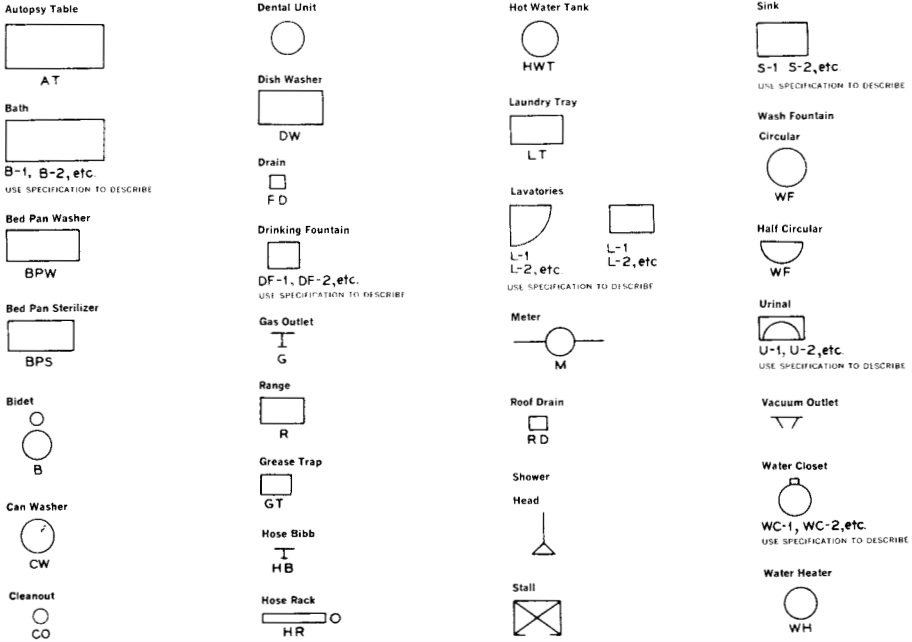 Autopsy Table
AT
Bath
B-1, B-2, etc.
USE SPECIFICATION TO DESCRIBE
Bed Pan Washer
BPW
Bed Pan Sterilizer
BPS
Bidet
B
Can Washer
CW
Cleanout
CO
Dental Unit
Dish Washer
DW
Drain
FD
Drinking Fountain
DF-1, DF-2, etc.
USE SPECIFICATION TO DESCRIBE
Gas Outlet
G
Range
R
Grease Trap
GT
Hose Bibb
HB
Hose Rack
HR
Hot Water Tank
HWT
Laundry Tray
LT
Lavatories
L-1
L-2, etc.
L-1
L-2, etc
USE SPECIFICATION TO DESCRIBE
Meter
M
Roof Drain
RD
Shower
Head
Stall
Sink
S-1 S-2, etc.
USE SPECIFICATION TO DESCRIBE
Wash Fountain
Circular
WF
Half Circular
WF
Urinal
U-1, U-2, etc.
USE SPECIFICATION TO DESCRIBE
Vacuum Outlet
Water Closet
WC-1, WC-2, etc.
USE SPECIFICATION TO DESCRIBE
Water Heater
WH